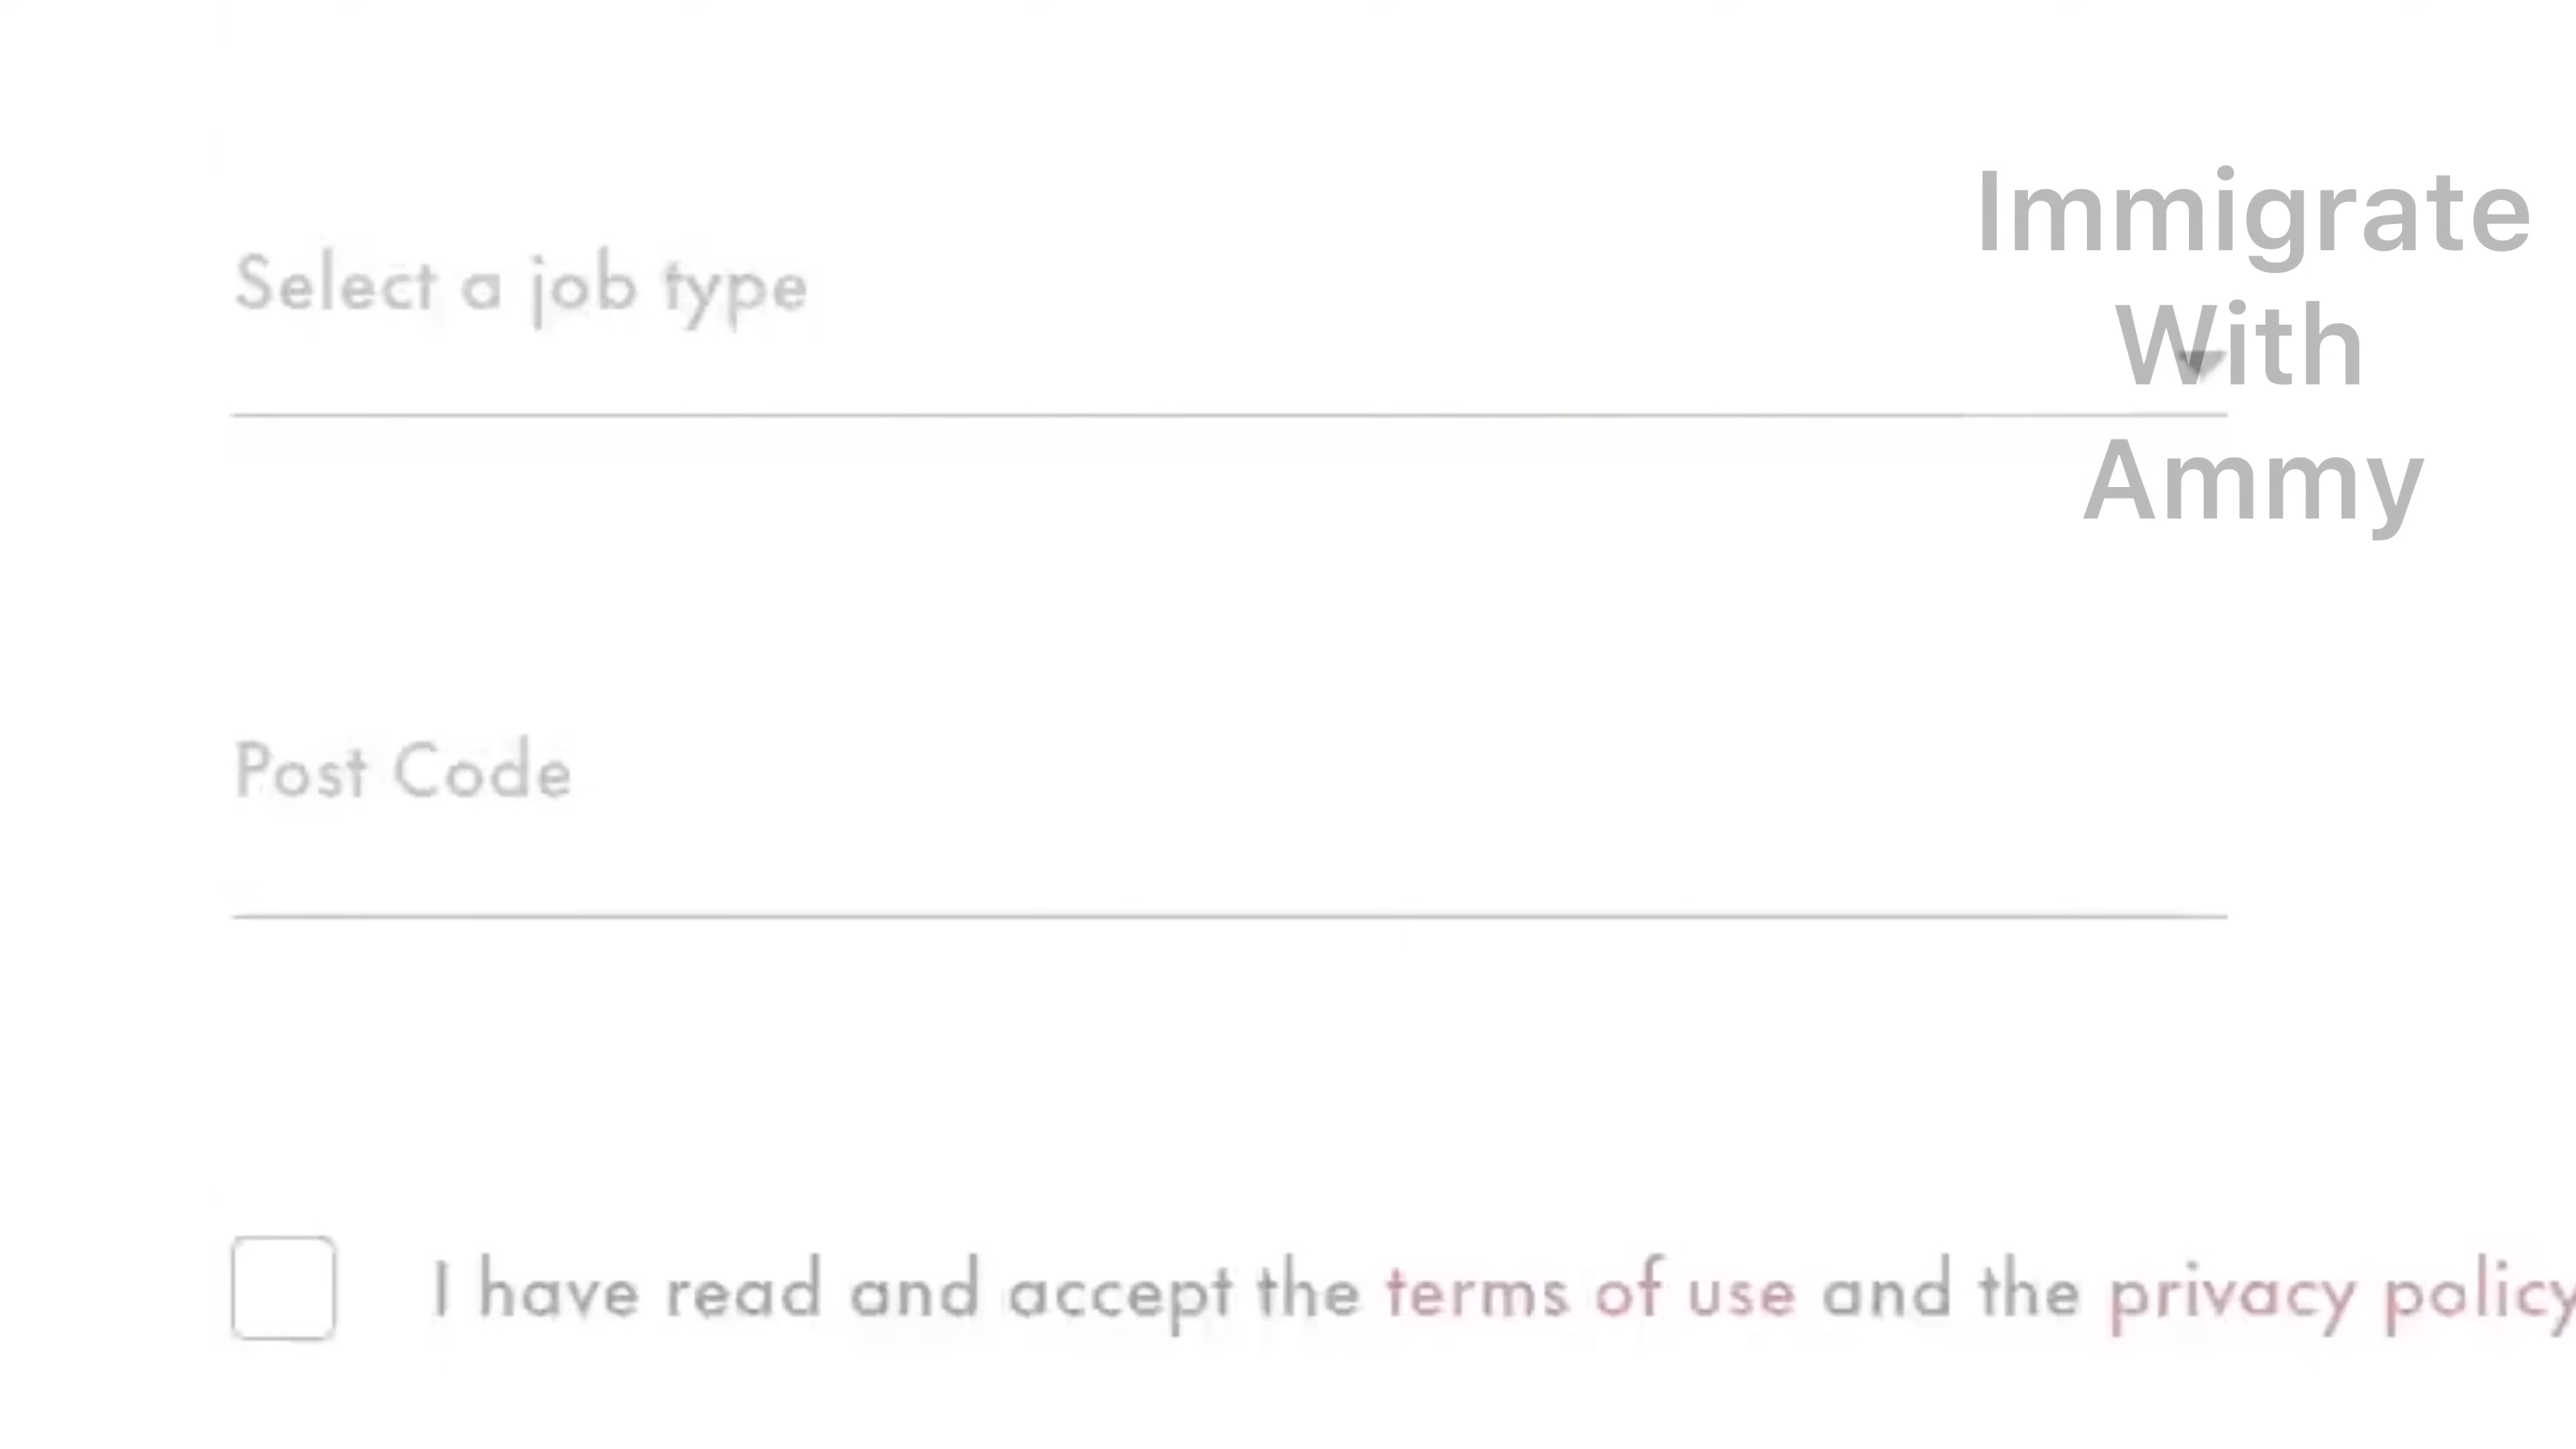 Immigrate
With
Ammy
Select a job type
Post Code
I have read and accept the terms of use and the privacy policy